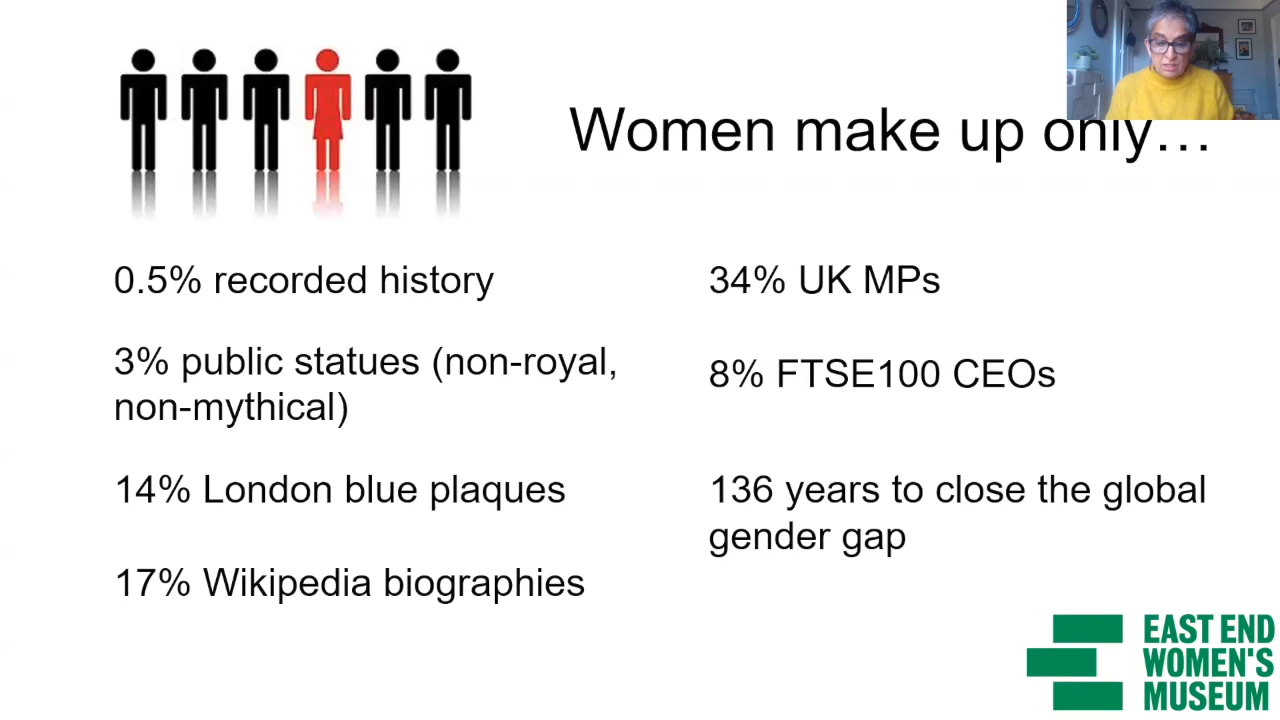 Women make up only…
0.5% recorded history
3% public statues (non-royal,
non-mythical)
14% London blue plaques
17% Wikipedia biographies
34% UK MPs
8% FTSE100 CEOs
136 years to close the global
gender gap
EAST END
WOMEN'S
MUSEUM